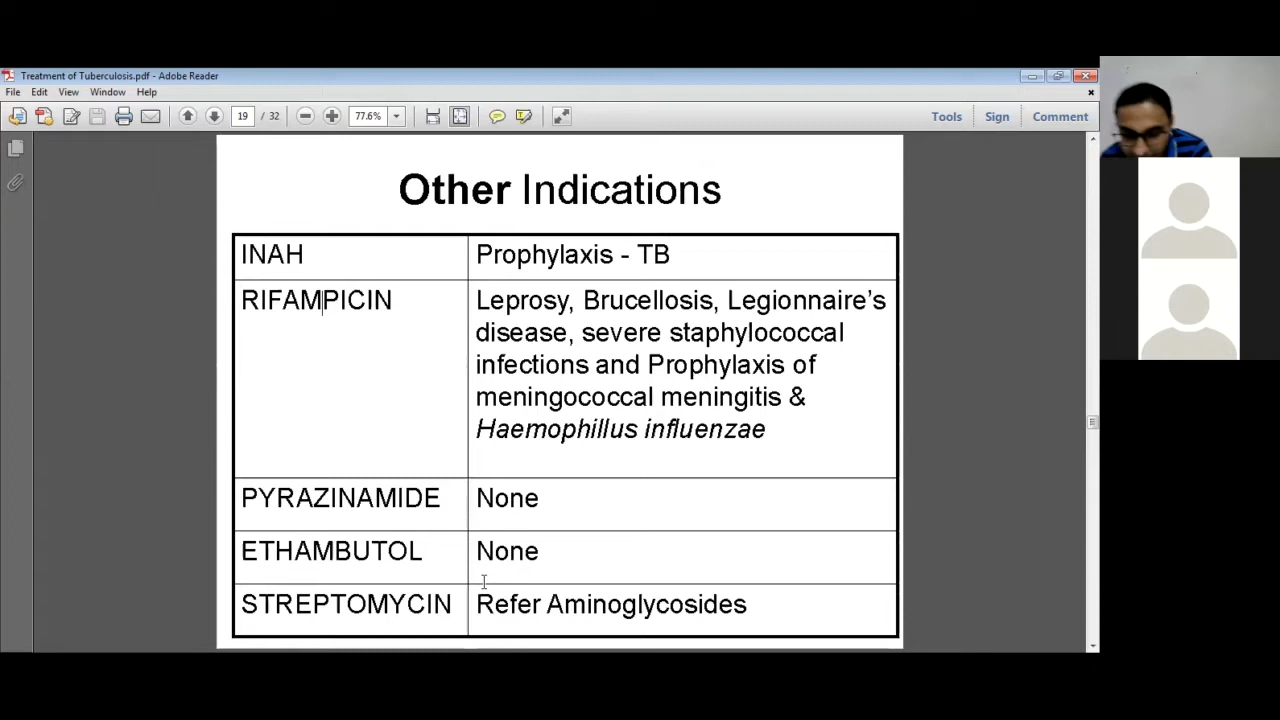 Treatment of Tuberculosis.pdf - Adobe Reader
File Edit View Window Help
19 / 32 77.6% Tools Sign Comment
Other Indications
INAH Prophylaxis - TB
RIFAMPICIN Leprosy, Brucellosis, Legionnaire’s
disease, severe staphylococcal
infections and Prophylaxis of
meningococcal meningitis &
Haemophillus influenzae
PYRAZINAMIDE None
ETHAMBUTOL None
STREPTOMYCIN Refer Aminoglycosides